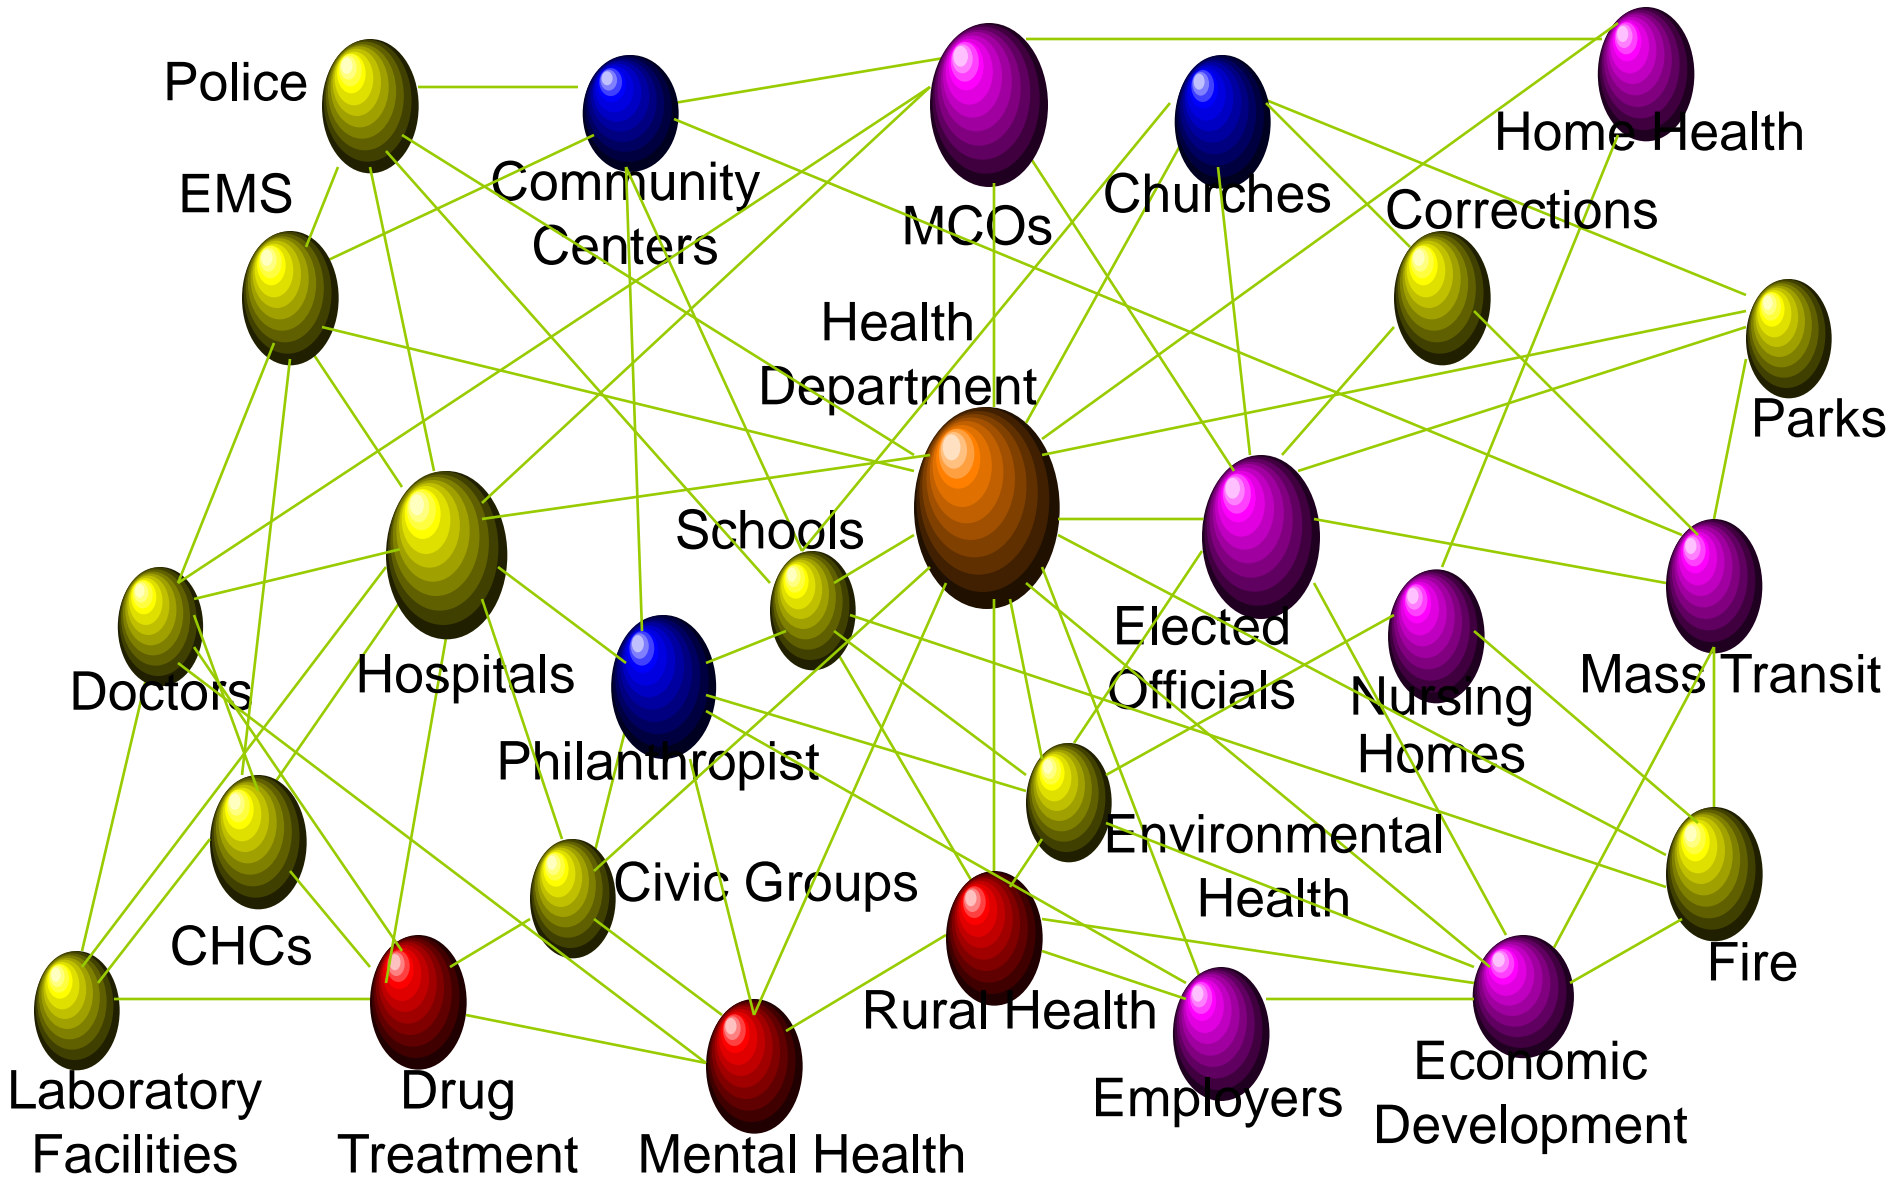 Police
EMS
Community
Centers
MCOs
Churches
Home Health
Corrections
Health
Department
Parks
Schools
Hospitals
Doctors
Philanthropist
Elected
Officials
Nursing
Homes
Mass Transit
Environmental
Health
Civic Groups
CHCs
Fire
Rural Health
Laboratory
Facilities
Drug
Treatment
Mental Health
Employers
Economic
Development